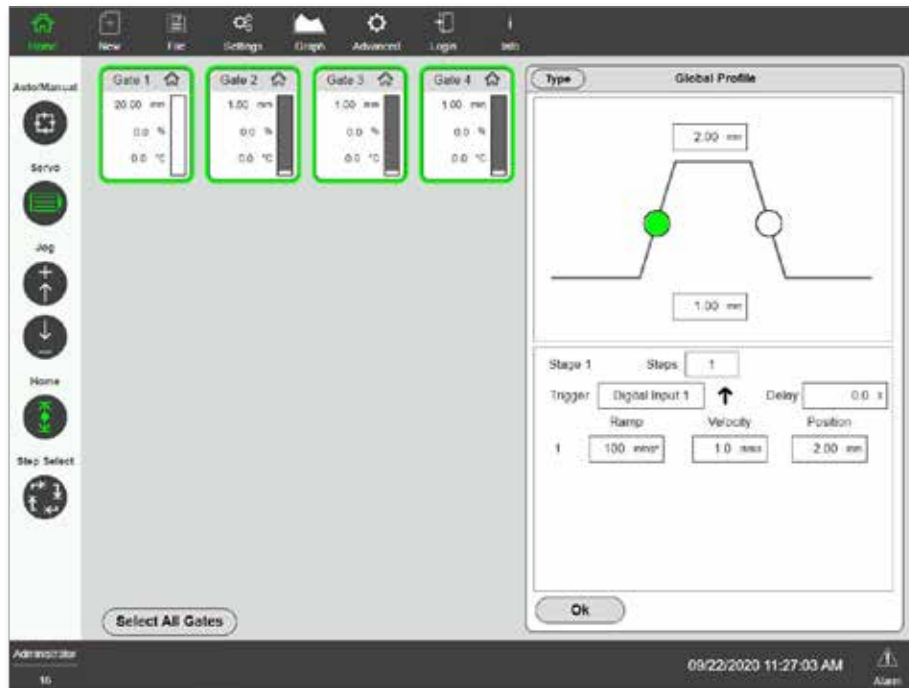 Home New File Settings Graph Advanced Login Info
Auto/Manual
Servo
Jog
Home
Step Select
Gate 1
20.00 mm
0.0 %
0.0 °C
Gate 2
1.00 mm
0.0 %
0.0 °C
Gate 3
1.00 mm
0.0 %
0.0 °C
Gate 4
1.00 mm
0.0 %
0.0 °C
Select All Gates
Type Global Profile
2.00 mm
1.00 mm
Stage 1 Steps 1
Trigger Digital Input 1 Delay 0.0 s
Ramp Velocity Position
1 100 1.0 2.00 mm
Ok
Administrator
16
09/22/2020 11:27:03 AM
Alarm